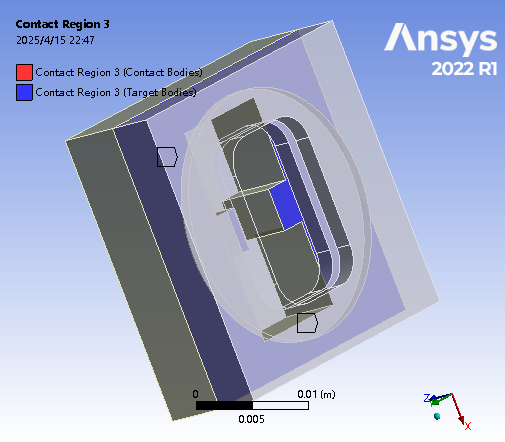 Contact Region 3
2025/4/15 22:47
Contact Region 3 (Contact Bodies)
Contact Region 3 (Target Bodies)
Ansys
2022 R1
0 0.01 (m)
0.005
Z
X